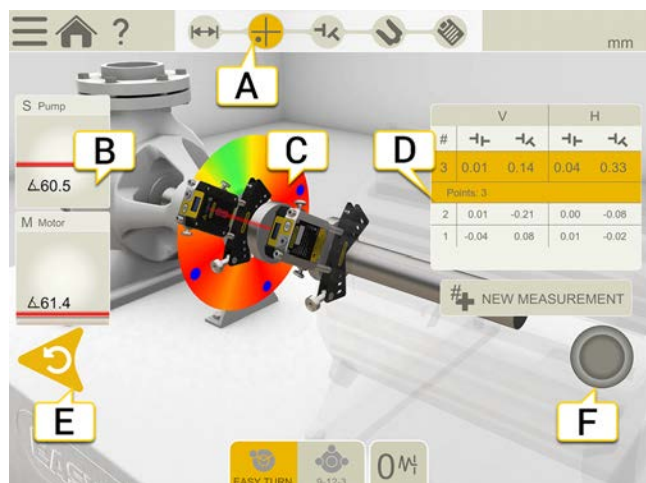 ?
mm
A
S Pump
B
∡60.5
M Motor
∡61.4
C
D
V H
#
3 0.01 0.14 0.04 0.33
Points: 3
2 0.01 -0.21 0.00 -0.08
1 -0.04 0.08 0.01 -0.02
# NEW MEASUREMENT
E
F
EASY TURN 9-12-3 0